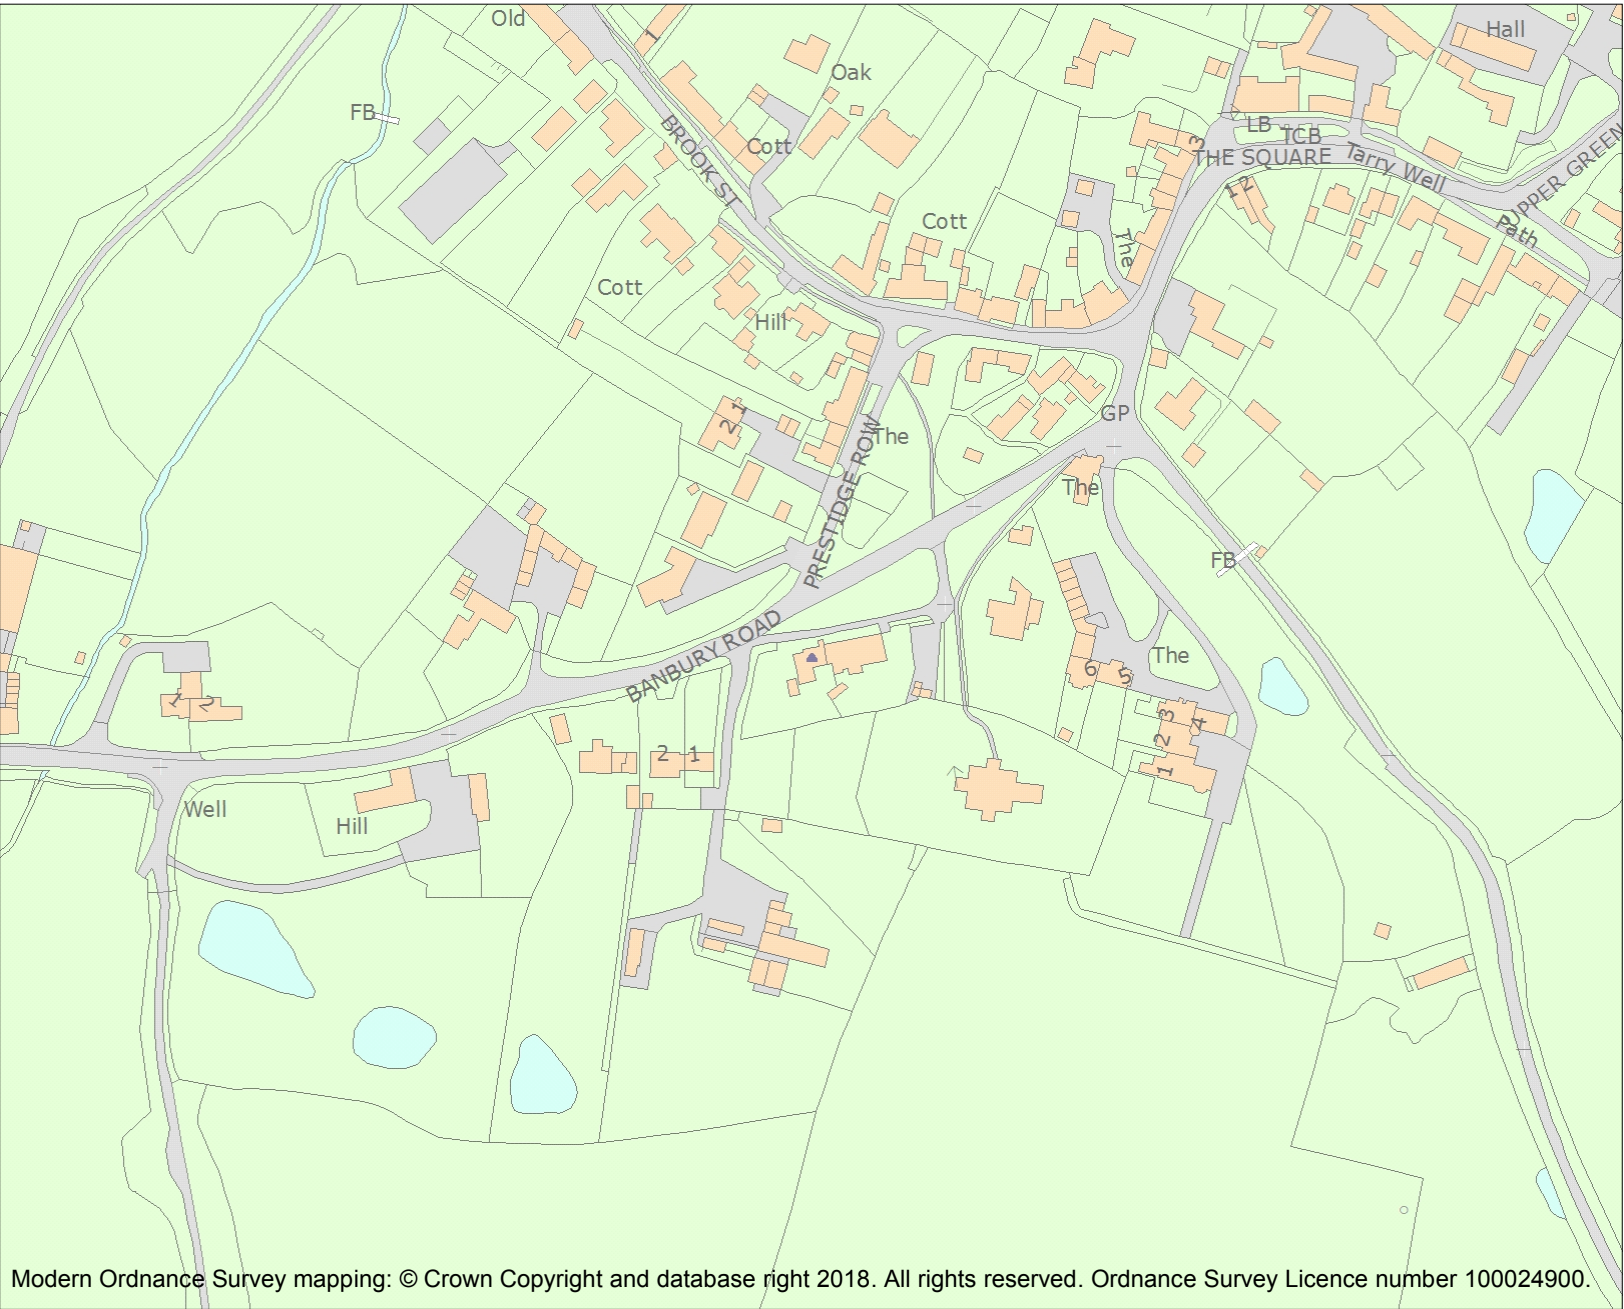 Old
1
Hall
Oak
FB
BROOK ST
Cott
LB
TCB
3
THE SQUARE
Tarry Well
UPPER GREEN
1 2
Path
Cott
The
Cott
Hill
1
2
GP
The
PRESTIDGE ROW
The
FB
BANBURY ROAD
The
6
5
1
2
3
4
2
1
2 1
Well
Hill
Modern Ordnance Survey mapping: © Crown Copyright and database right 2018. All rights reserved. Ordnance Survey Licence number 100024900.